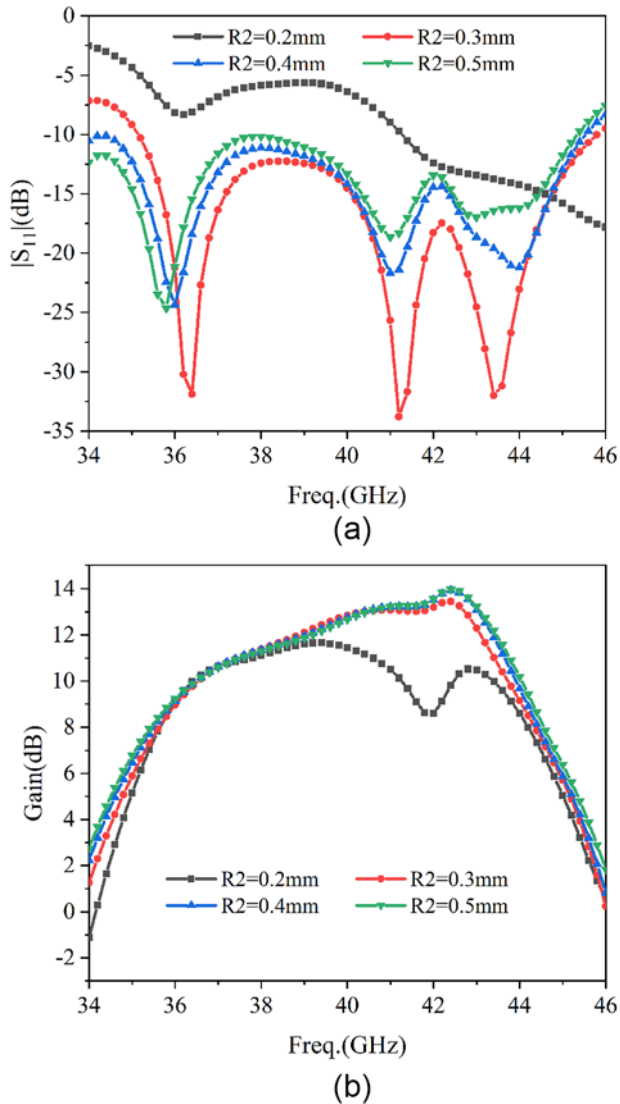 0
-5
-10
-15
-20
-25
-30
-35
|S11|(dB)
R2=0.2mm R2=0.3mm
R2=0.4mm R2=0.5mm
34 36 38 40 42 44 46
Freq.(GHz)
(a)
14
12
10
8
6
4
2
0
-2
Gain(dB)
R2=0.2mm R2=0.3mm
R2=0.4mm R2=0.5mm
34 36 38 40 42 44 46
Freq.(GHz)
(b)